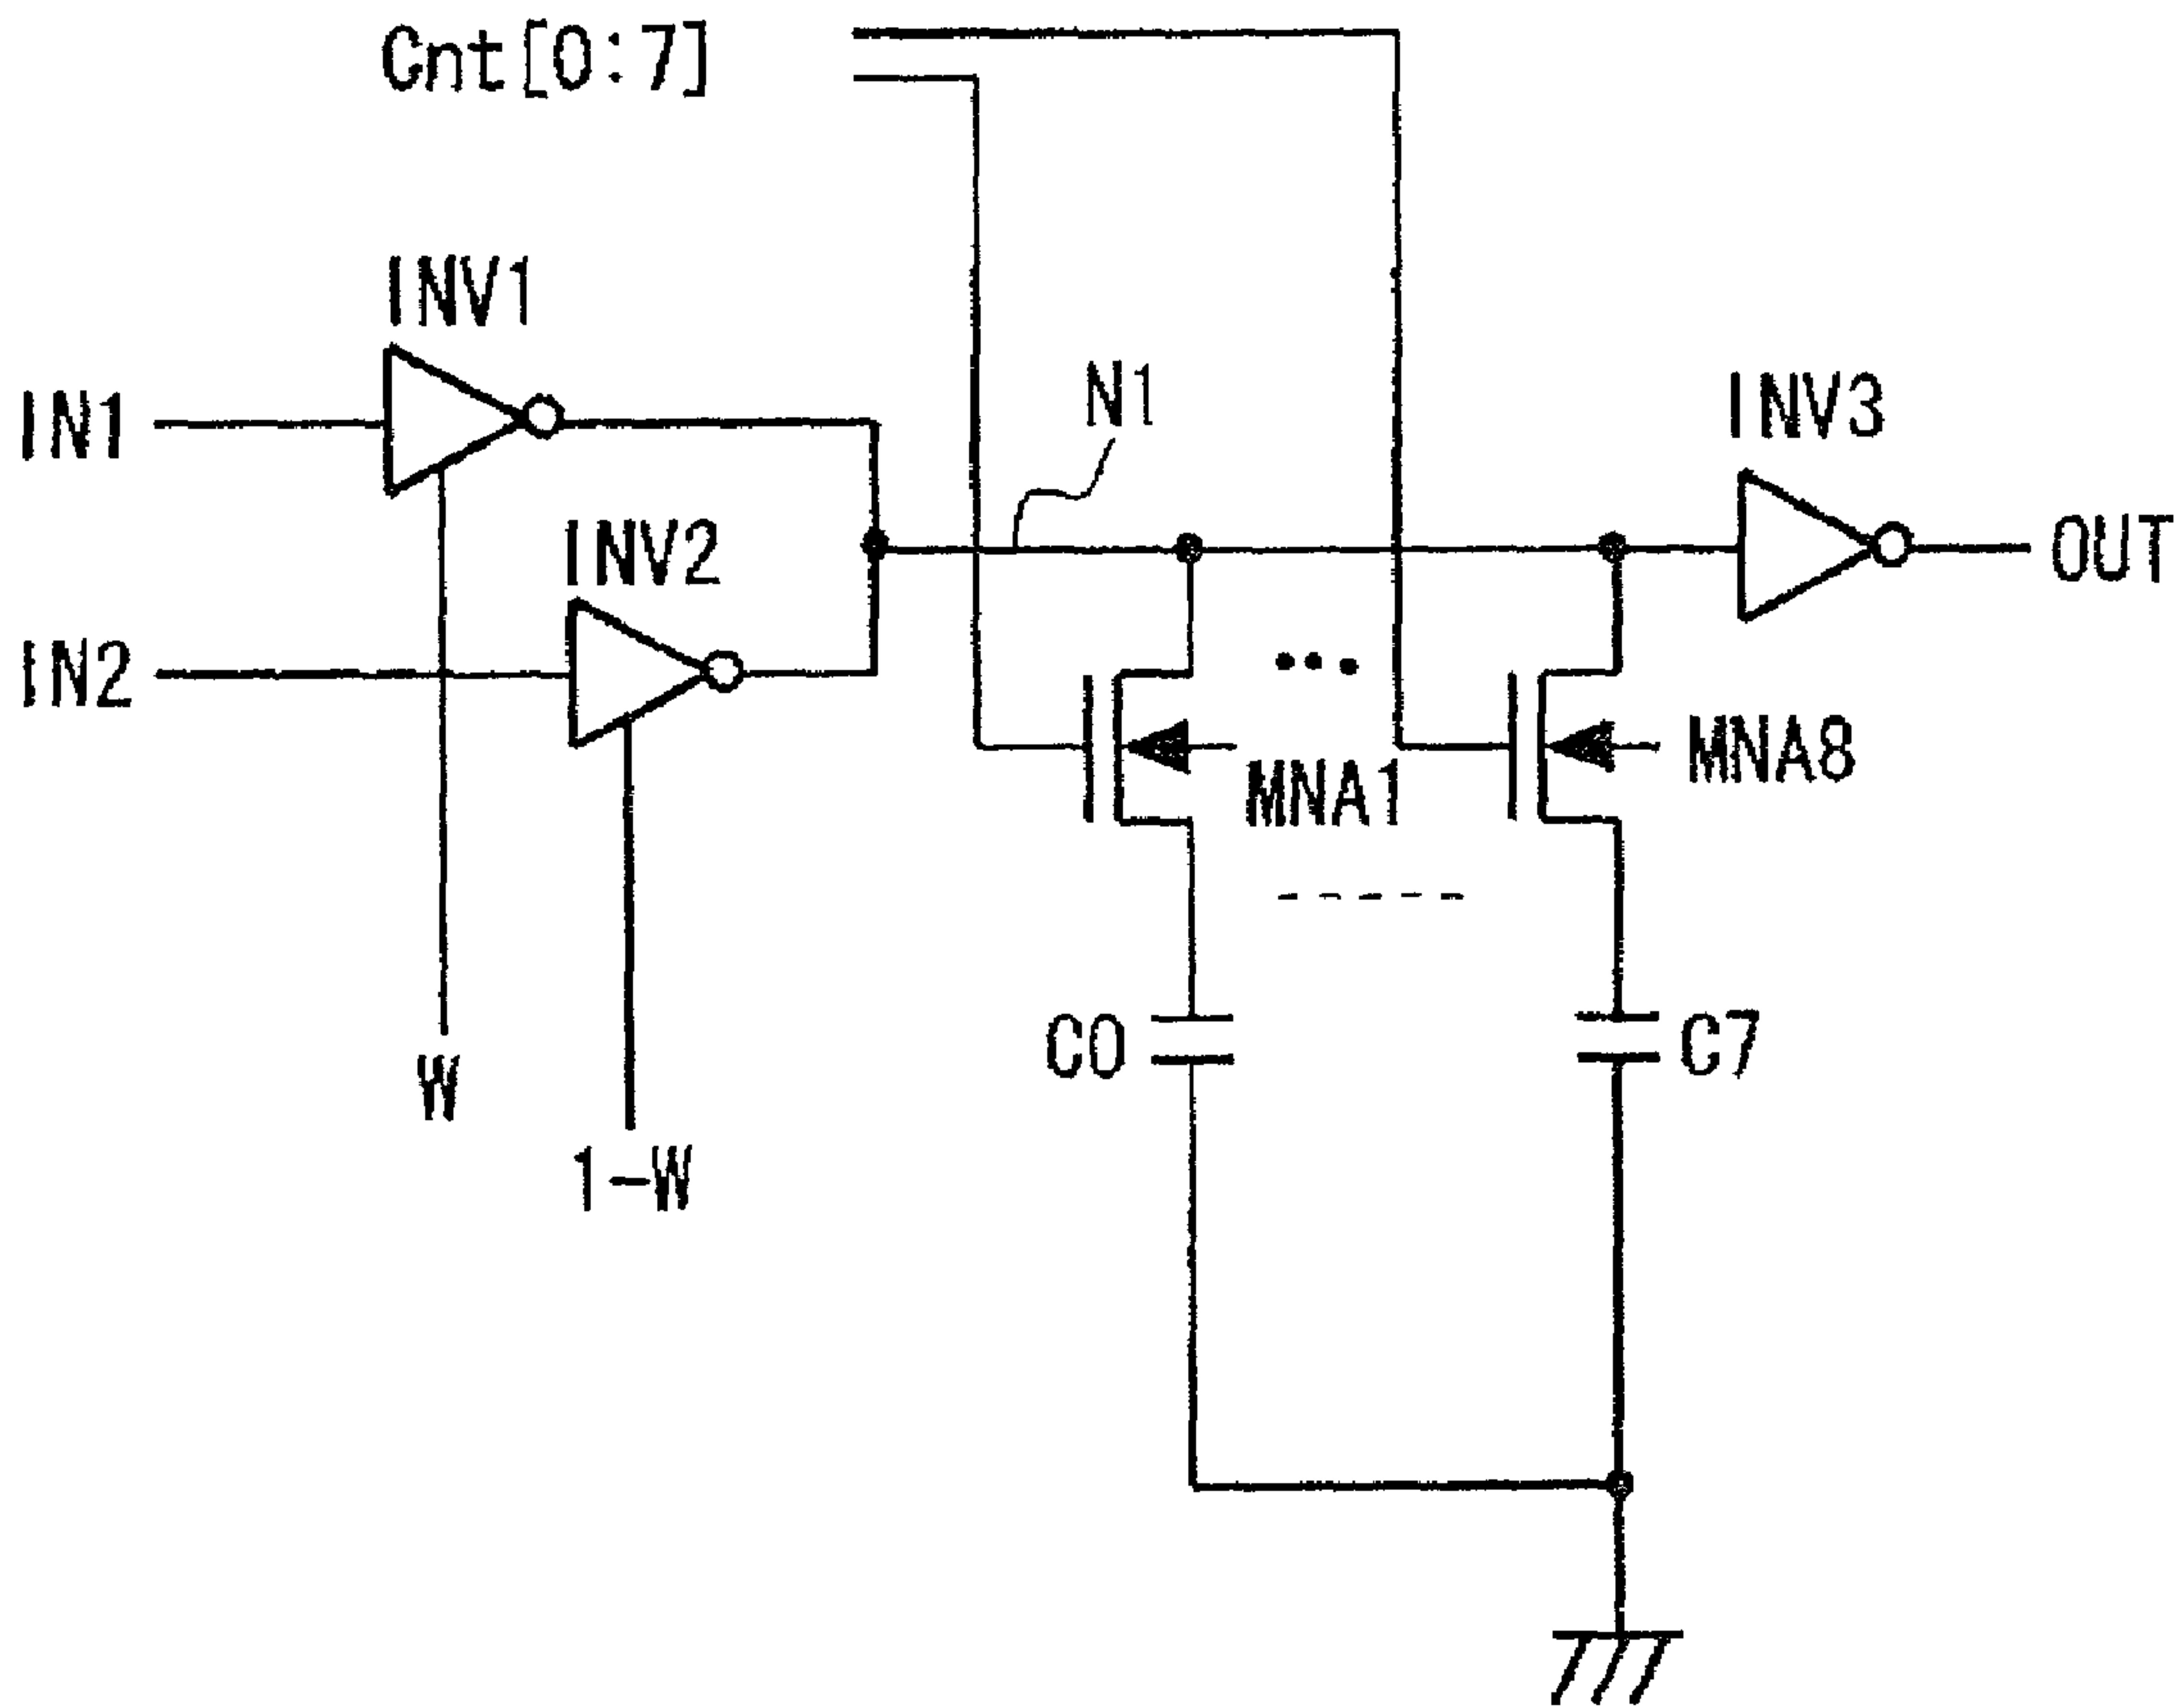 Cnt[0:7]
INV1
N1
INV3
IN1
INV2
OUT
IN2
MNA1
MNA8
C0
C7
W
1-W